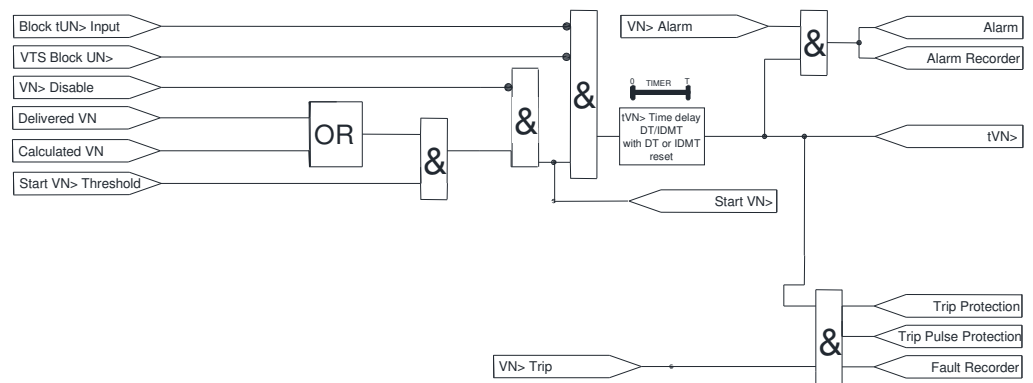 Block tUN> Input
VN> Alarm
Alarm
&
VTS Block UN>
Alarm Recorder
VN> Disable
&
0 TIMER T
Delivered VN
tVN> Time delay
DT/IDMT
with DT or IDMT
reset
&
OR
tVN>
Calculated VN
&
Start VN> Threshold
Start VN>
Trip Protection
Trip Pulse Protection
&
VN> Trip
Fault Recorder